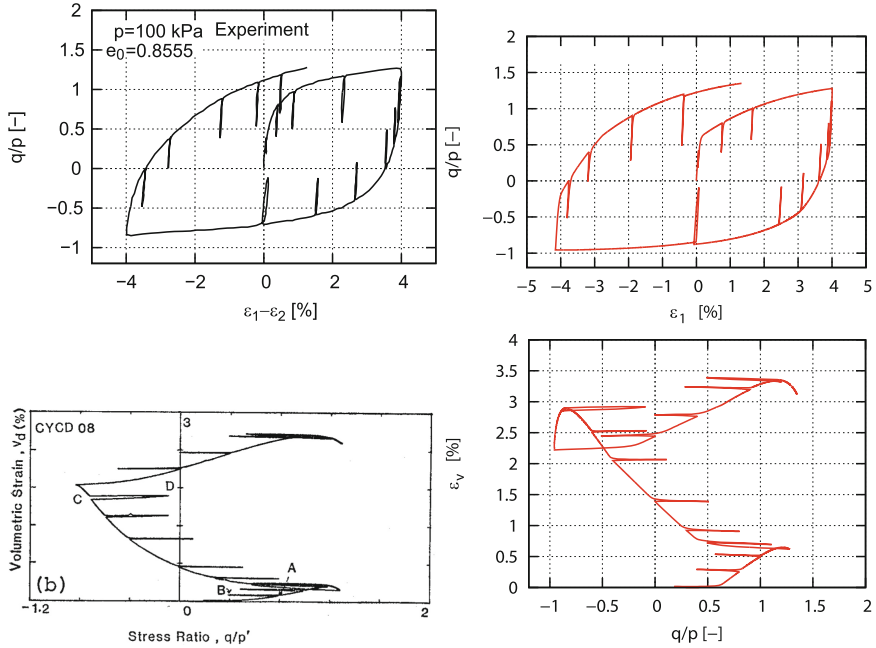 p=100 kPa Experiment
e0=0.8555
q/p [-]
2
1.5
1
0.5
0
−0.5
−1
−4 −2 0 2 4
ε1−ε2 [%]
q/p [-]
2
1.5
1
0.5
0
−0.5
−1
−5 −4 −3 −2 −1 0 1 2 3 4 5
ε1 [%]
Volumetric Strain , vd (%)
CYCD 08
3
D
C
A
B
(b)
-1.2 0 2
Stress Ratio , q/p'
εv [%]
4
3.5
3
2.5
2
1.5
1
0.5
0
−1 −0.5 0 0.5 1 1.5 2
q/p [-]